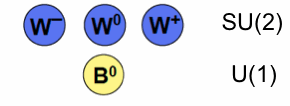 W⁻ W⁰ W⁺ SU(2)
B⁰ U(1)